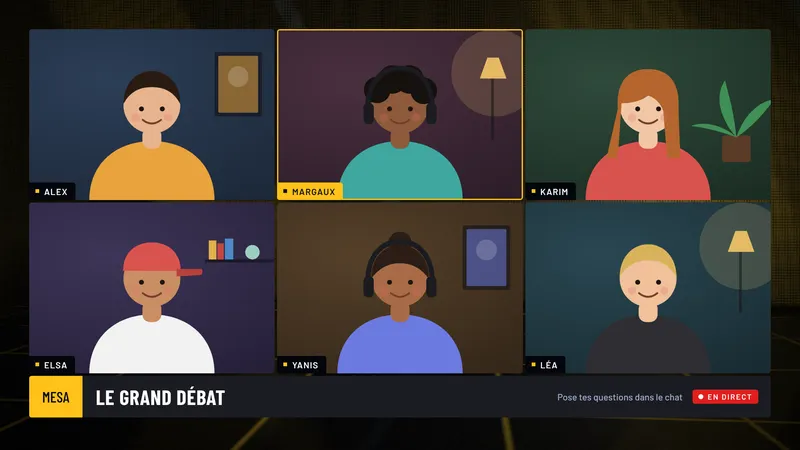 ALEX
MARGAUX
KARIM
ELSA
YANIS
LÉA
MESA
LE GRAND DÉBAT
Pose tes questions dans le chat
EN DIRECT